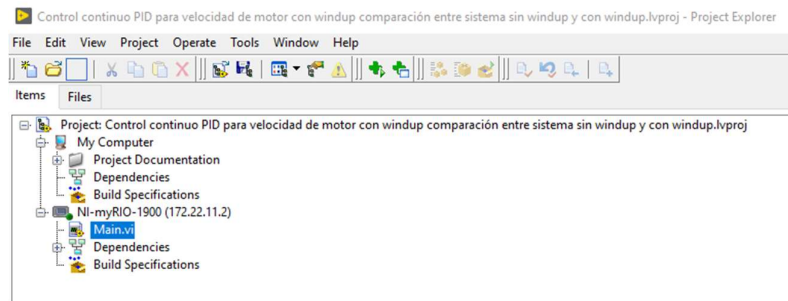 Control continuo PID para velocidad de motor con windup comparación entre sistema sin windup y con windup.lvproj - Project Explorer
File Edit View Project Operate Tools Window Help
Items Files
Project: Control continuo PID para velocidad de motor con windup comparación entre sistema sin windup y con windup.lvproj
My Computer
Project Documentation
Dependencies
Build Specifications
NI-myRIO-1900 (172.22.11.2)
Main.vi
Dependencies
Build Specifications